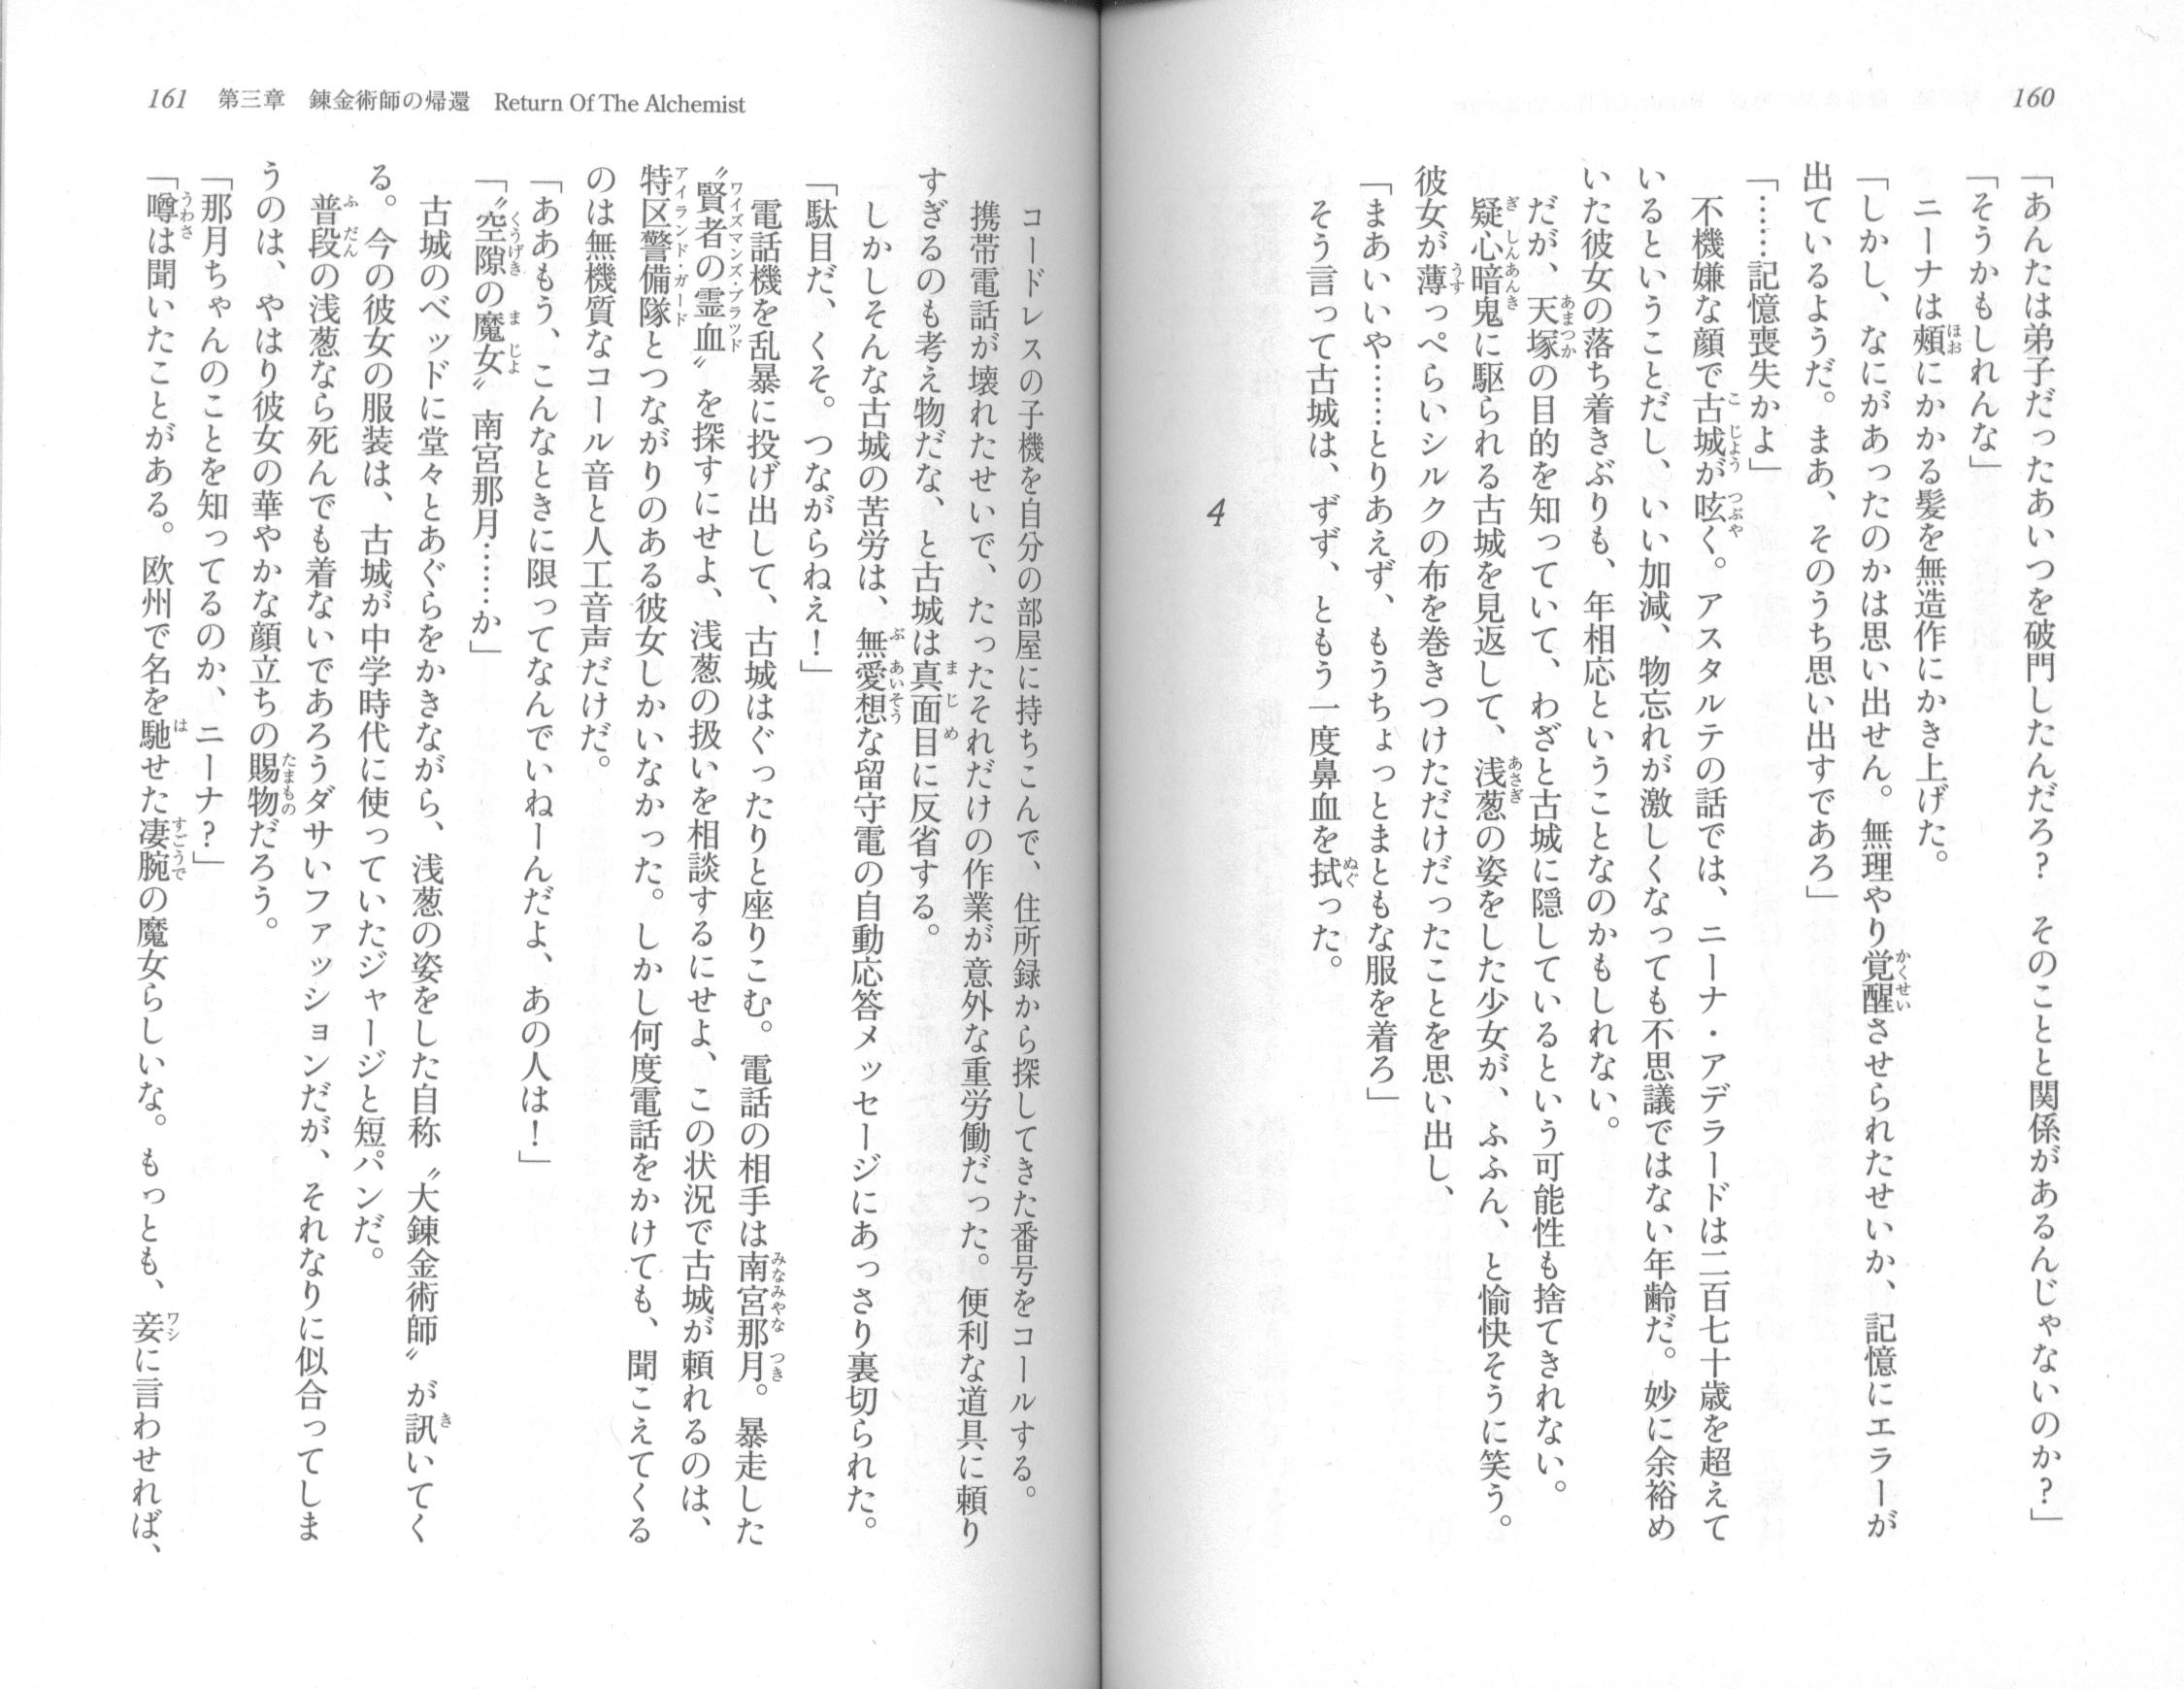 160
「あんたは弟子だったあいつを破門したんだろ？　そのことと関係があるんじゃないのか？」
「そうかもしれんな」
　ニーナは頬にかかる髪を無造作にかき上げた。
「しかし、なにがあったのかは思い出せん。無理やり覚醒させられたせいか、記憶にエラーが
出ているようだ。まあ、そのうち思い出すであろ」
「……記憶喪失かよ」
　不機嫌な顔で古城が呟く。アスタルテの話では、ニーナ・アデラードは二百七十歳を超えて
いるということだし、いい加減、物忘れが激しくなっても不思議ではない年齢だ。妙に余裕め
いた彼女の落ち着きぶりも、年相応ということなのかもしれない。
　だが、天塚の目的を知っていて、わざと古城に隠しているという可能性も捨てきれない。
　疑心暗鬼に駆られる古城を見返して、浅葱の姿をした少女が、ふふん、と愉快そうに笑う。
彼女が薄っぺらいシルクの布を巻きつけただけだったことを思い出し、
「まあいいや……とりあえず、もうちょっとまともな服を着ろ」
　そう言って古城は、ずず、ともう一度鼻血を拭った。
4
161 第三章　錬金術師の帰還　Return Of The Alchemist
　コードレスの子機を自分の部屋に持ちこんで、住所録から探してきた番号をコールする。
　携帯電話が壊れたせいで、たったそれだけの作業が意外な重労働だった。便利な道具に頼り
すぎるのも考え物だな、と古城は真面目に反省する。
　しかしそんな古城の苦労は、無愛想な留守電の自動応答メッセージにあっさり裏切られた。
「駄目だ、くそ。つながらねえ！」
　電話機を乱暴に投げ出して、古城はぐったりと座りこむ。電話の相手は南宮那月。暴走した
〝賢者の霊血〟を探すにせよ、浅葱の扱いを相談するにせよ、この状況で古城が頼れるのは、
特区警備隊とつながりのある彼女しかいなかった。しかし何度電話をかけても、聞こえてくる
のは無機質なコール音と人工音声だけだ。
「ああもう、こんなときに限ってなんでいねーんだよ、あの人は！」
「〝空隙の魔女〟南宮那月……か」
　古城のベッドに堂々とあぐらをかきながら、浅葱の姿をした自称〝大錬金術師〟が訊いてく
る。今の彼女の服装は、古城が中学時代に使っていたジャージと短パンだ。
　普段の浅葱なら死んでも着ないであろうダサいファッションだが、それなりに似合ってしま
うのは、やはり彼女の華やかな顔立ちの賜物だろう。
「那月ちゃんのことを知ってるのか、ニーナ？」
「噂は聞いたことがある。欧州で名を馳せた凄腕の魔女らしいな。もっとも、妾に言わせれば、